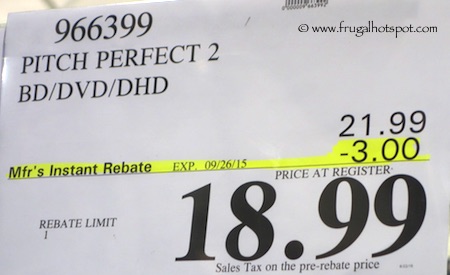 © www.frugalhotspot.com
966399
PITCH PERFECT 2
BD/DVD/DHD
21.99
-3.00
Mfr's Instant Rebate EXP. 09/26/15
PRICE AT REGISTER
REBATE LIMIT
1
18.99
Sales Tax on the pre-rebate price